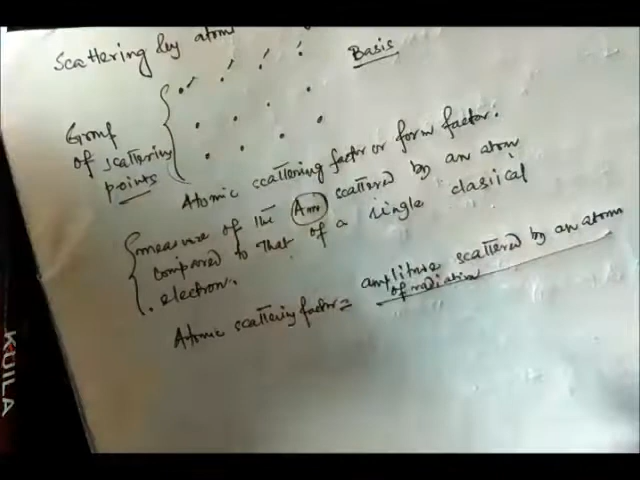 Scattering by atom
Basis
Group
of scattering
points
Atomic scattering factor or form factor.
measure of the Am scattered by an atom
compared to that of a single clasiical
electron.
Atomic scattering factor = amplitude scattered by an atom
of radiation
KUILA